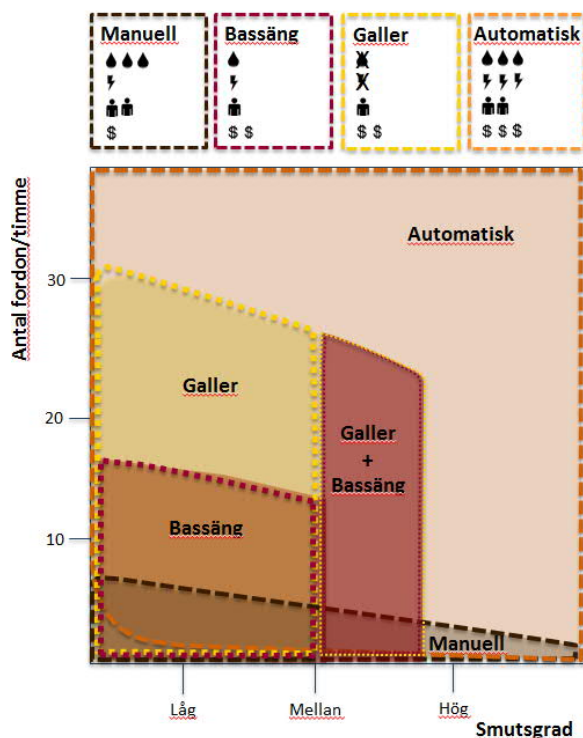 Manuell
$
Bassäng
$ $
Galler
$ $
Automatisk
$ $ $
Antal fordon/timme
30
20
10
Automatisk
Galler
Galler
+
Bassäng
Bassäng
Manuell
Låg
Mellan
Hög
Smutsgrad